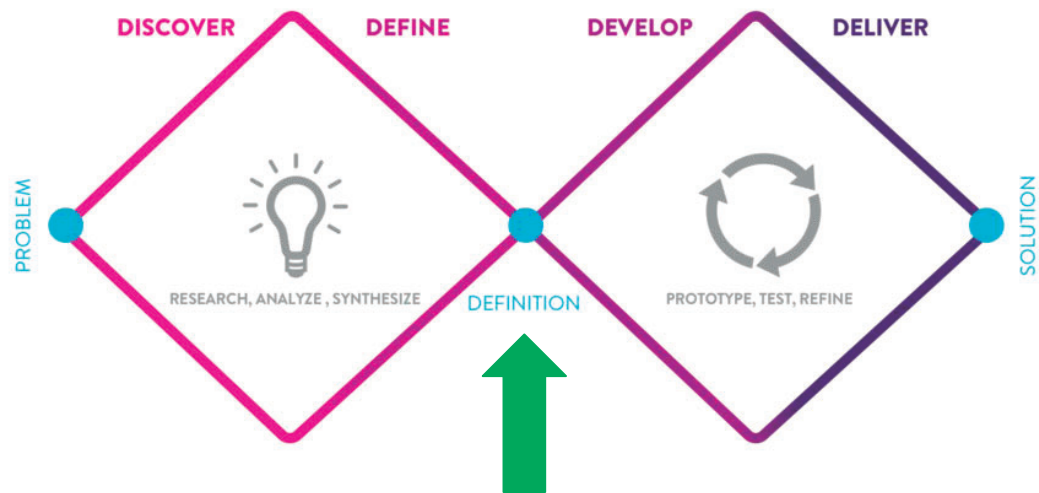 DISCOVER
DEFINE
DEVELOP
DELIVER
PROBLEM
RESEARCH, ANALYZE , SYNTHESIZE
DEFINITION
PROTOTYPE, TEST, REFINE
SOLUTION